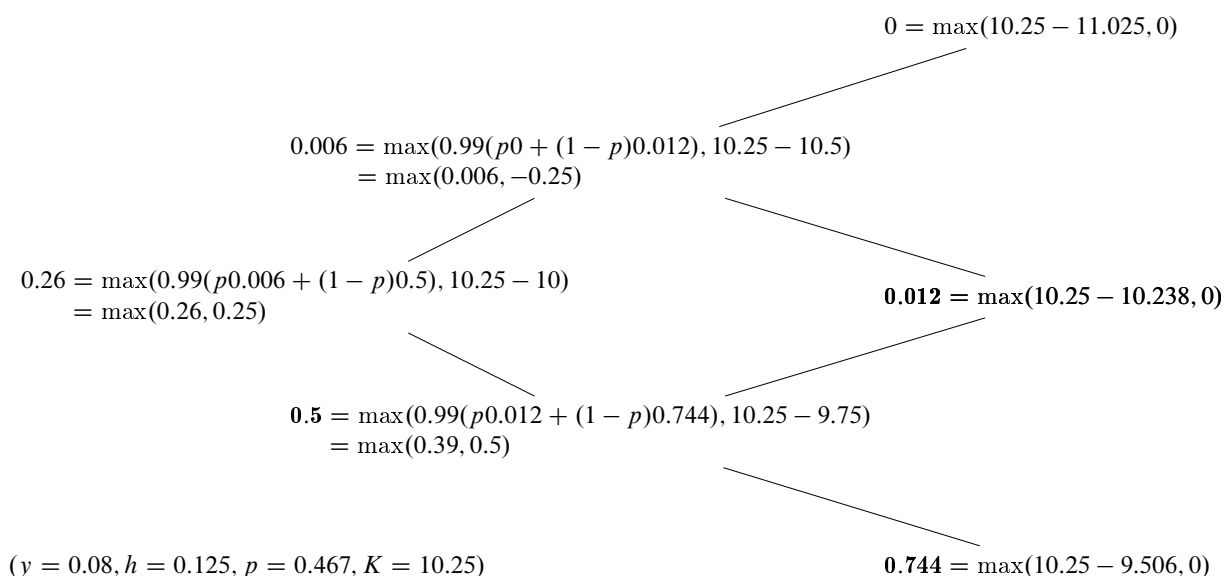 0 = max(10.25 − 11.025, 0)
0.006 = max(0.99(p0 + (1 − p)0.012), 10.25 − 10.5)
= max(0.006, −0.25)
0.26 = max(0.99(p0.006 + (1 − p)0.5), 10.25 − 10)
= max(0.26, 0.25)
0.012 = max(10.25 − 10.238, 0)
0.5 = max(0.99(p0.012 + (1 − p)0.744), 10.25 − 9.75)
= max(0.39, 0.5)
(y = 0.08, h = 0.125, p = 0.467, K = 10.25)
0.744 = max(10.25 − 9.506, 0)